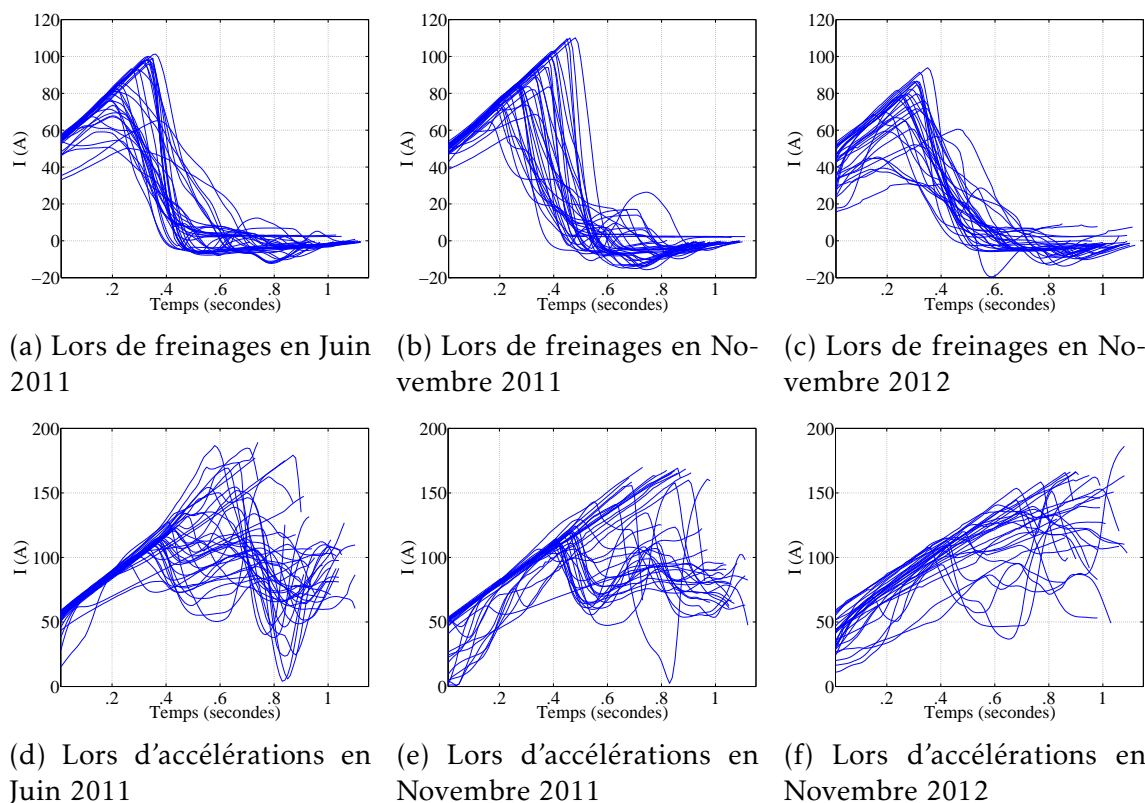 120
100
80
60
40
20
0
−20
I (A)
.2 .4 .6 .8 1
Temps (secondes)
(a) Lors de freinages en Juin
2011
120
100
80
60
40
20
0
−20
I (A)
.2 .4 .6 .8 1
Temps (secondes)
(b) Lors de freinages en No-
vembre 2011
120
100
80
60
40
20
0
−20
I (A)
.2 .4 .6 .8 1
Temps (secondes)
(c) Lors de freinages en No-
vembre 2012
200
150
100
50
0
I (A)
.2 .4 .6 .8 1
Temps (secondes)
(d) Lors d'accélérations en
Juin 2011
200
150
100
50
0
I (A)
.2 .4 .6 .8 1
Temps (secondes)
(e) Lors d'accélérations en
Novembre 2011
200
150
100
50
0
I (A)
.2 .4 .6 .8 1
Temps (secondes)
(f) Lors d'accélérations en
Novembre 2012